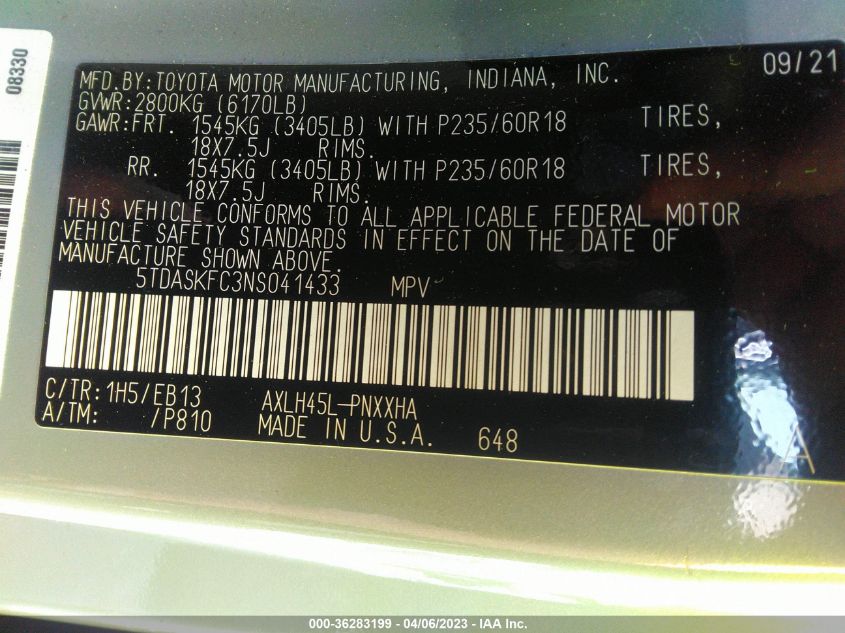 08330
09/21
MFD.BY:TOYOTA MOTOR MANUFACTURING, INDIANA, INC.
GVWR:2800KG (6170LB)
GAWR:FRT. 1545KG (3405LB) WITH P235/60R18 TIRES,
18X7.5J RIMS.
RR. 1545KG (3405LB) WITH P235/60R18 TIRES,
18X7.5J RIMS.
THIS VEHICLE CONFORMS TO ALL APPLICABLE FEDERAL MOTOR
VEHICLE SAFETY STANDARDS IN EFFECT ON THE DATE OF
MANUFACTURE SHOWN ABOVE.
5TDASKFC3NS041433 MPV
C/TR: 1H5/EB13 AXLH45L-PNXXHA
A/TM: /P810 MADE IN U.S.A. 648
A
000-36283199 - 04/06/2023 - IAA Inc.